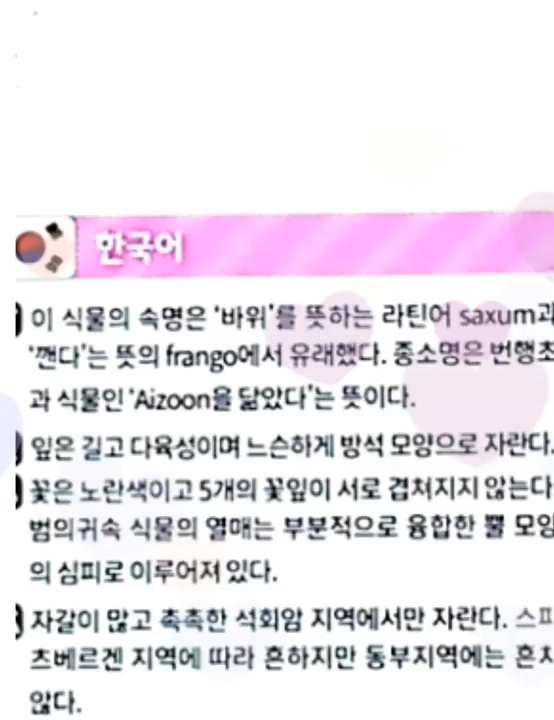 한국어
이 식물의 속명은 '바위'를 뜻하는 라틴어 saxum과
'깬다'는 뜻의 frango에서 유래했다. 종소명은 번행초
과 식물인 'Aizoon을 닮았다'는 뜻이다.
잎은 길고 다육성이며 느슨하게 방석 모양으로 자란다.
꽃은 노란색이고 5개의 꽃잎이 서로 겹쳐지지 않는다
범의귀속 식물의 열매는 부분적으로 융합한 뿔 모양
의 심피로 이루어져 있다.
자갈이 많고 촉촉한 석회암 지역에서만 자란다. 스피
츠베르겐 지역에 따라 흔하지만 동부지역에는 흔치
않다.